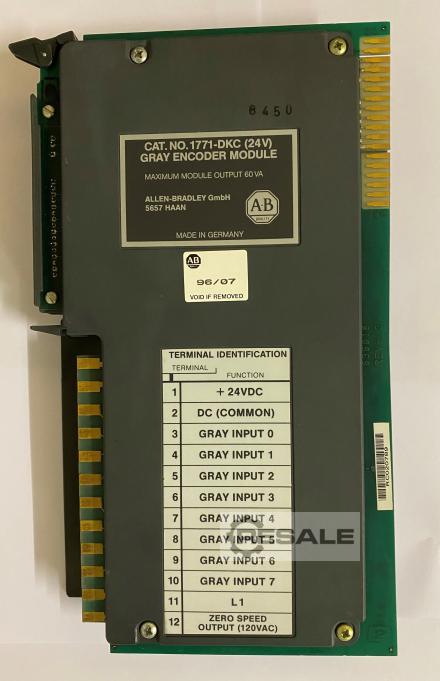 8450
CAT. NO. 1771-DKC (24V)
GRAY ENCODER MODULE
MAXIMUM MODULE OUTPUT 60 VA
ALLEN-BRADLEY GmbH
5657 HAAN
A-B
QUALITY
MADE IN GERMANY
AB
96/07
VOID IF REMOVED
TERMINAL IDENTIFICATION
TERMINAL
FUNCTION
1 + 24VDC
2 DC (COMMON)
3 GRAY INPUT 0
4 GRAY INPUT 1
5 GRAY INPUT 2
6 GRAY INPUT 3
7 GRAY INPUT 4
8 GRAY INPUT 5
9 GRAY INPUT 6
10 GRAY INPUT 7
11 L1
12 ZERO SPEED
OUTPUT (120VAC)
RESALE